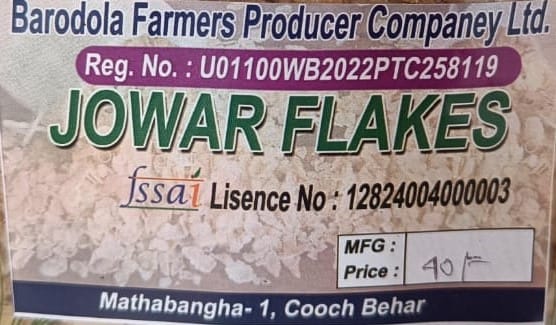 Barodola Farmers Producer Companey Ltd.
Reg. No. : U01100WB2022PTC258119
JOWAR FLAKES
fssai Lisence No : 12824004000003
MFG :
Price : 40/-
Mathabangha- 1, Cooch Behar